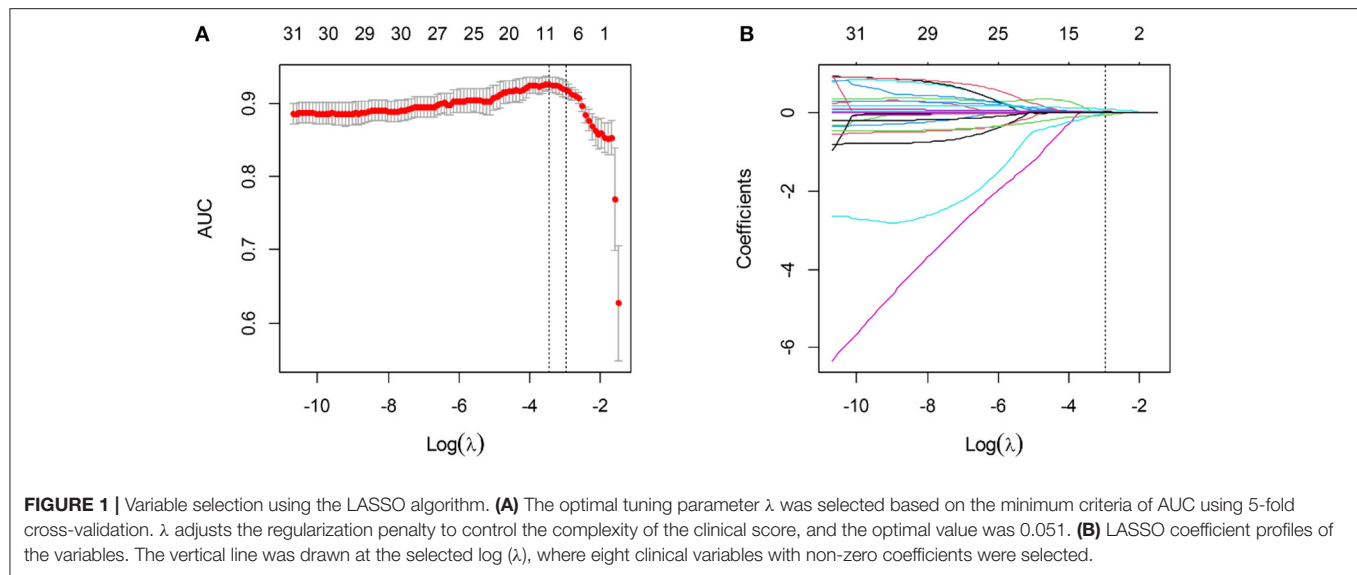 A
31 30 29 30 27 25 20 11 6 1
AUC
0.9
0.8
0.7
0.6
-10 -8 -6 -4 -2
Log(λ)
B
31 29 25 15 2
Coefficients
0
-2
-4
-6
-10 -8 -6 -4 -2
Log(λ)
FIGURE 1 | Variable selection using the LASSO algorithm. (A) The optimal tuning parameter λ was selected based on the minimum criteria of AUC using 5-fold
cross-validation. λ adjusts the regularization penalty to control the complexity of the clinical score, and the optimal value was 0.051. (B) LASSO coefficient profiles of
the variables. The vertical line was drawn at the selected log (λ), where eight clinical variables with non-zero coefficients were selected.